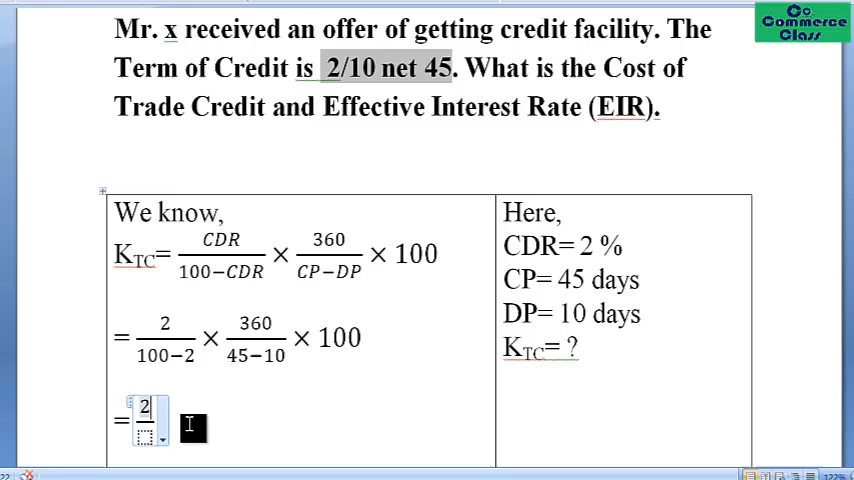 Co
Commerce
Class
Mr. x received an offer of getting credit facility. The
Term of Credit is 2/10 net 45. What is the Cost of
Trade Credit and Effective Interest Rate (EIR).
We know,
K_TC= CDR/(100−CDR) × 360/(CP−DP) × 100
= 2/(100−2) × 360/(45−10) × 100
= 2
Here,
CDR= 2 %
CP= 45 days
DP= 10 days
K_TC= ?
122%